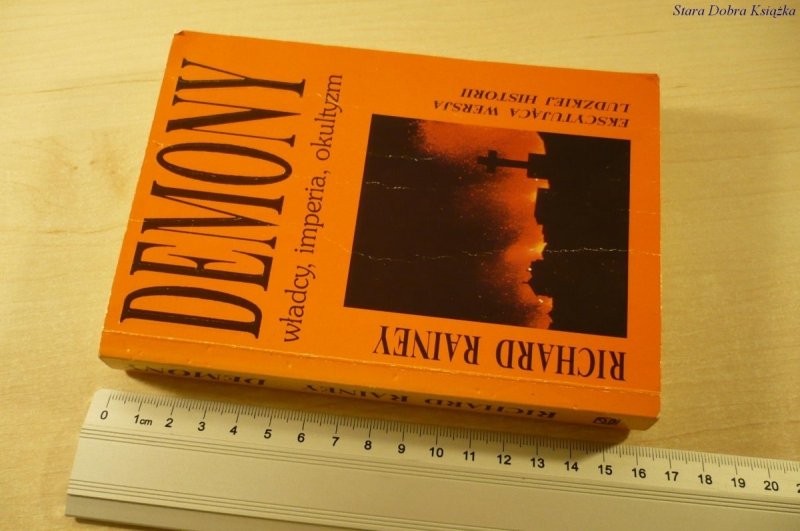 Stara Dobra Książka
DEMONY
władcy, imperia, okultyzm
EKSCYTUJĄCA WERSJA
LUDZKIEJ HISTORII
RICHARD RAINEY
RICHARD RAINEY DEMONY
0 1cm 2 3 4 5 6 7 8 9 10 11 12 13 14 15 16 17 18 19 20